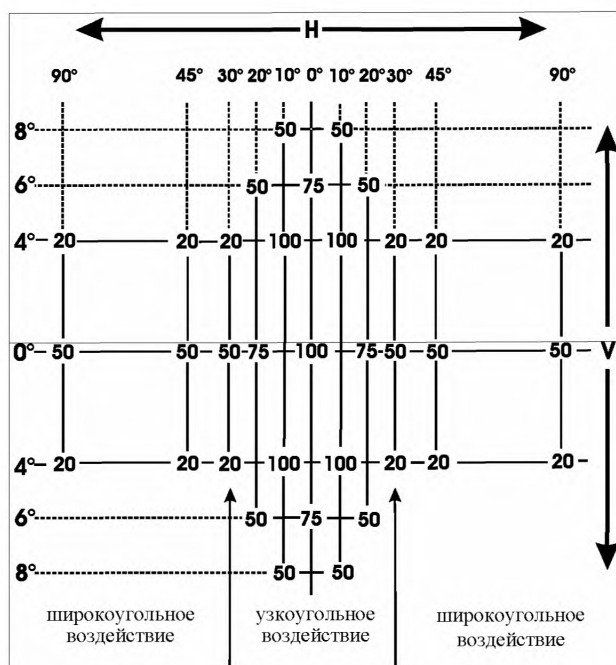 H
90° 45° 30° 20° 10° 0° 10° 20° 30° 45° 90°
8° 50 50
6° 50 75 50
4° 20 20 20 100 100 20 20 20
0° 50 50 50 75 100 75 50 50 50 V
4° 20 20 20 100 100 20 20 20
6° 50 75 50
8° 50 50
широкоугольное воздействие
узкоугольное воздействие
широкоугольное воздействие